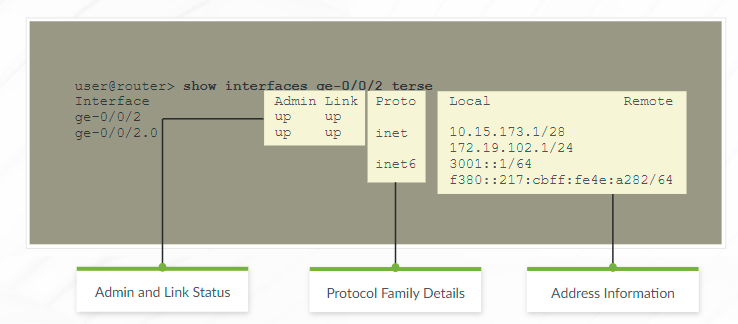 user@router> show interfaces ge-0/0/2 terse
Interface Admin Link Proto Local Remote
ge-0/0/2 up up
ge-0/0/2.0 up up inet 10.15.173.1/28
172.19.102.1/24
inet6 3001::1/64
f380::217:cbff:fe4e:a282/64
Admin and Link Status
Protocol Family Details
Address Information